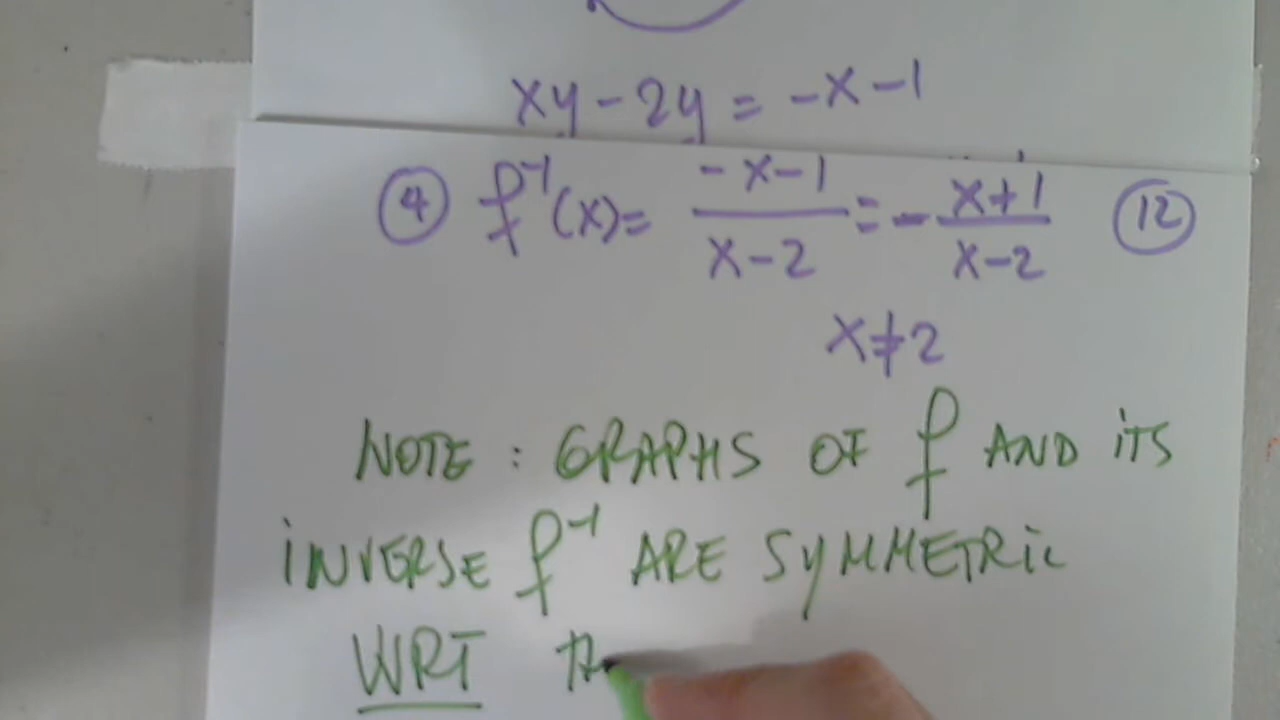 xy - 2y = -x - 1
④ f⁻¹(x) = (-x-1)/(x-2) = - (x+1)/(x-2) ⑫
x ≠ 2
NOTE: GRAPHS OF f AND ITS
INVERSE f⁻¹ ARE SYMMETRIC
WRT